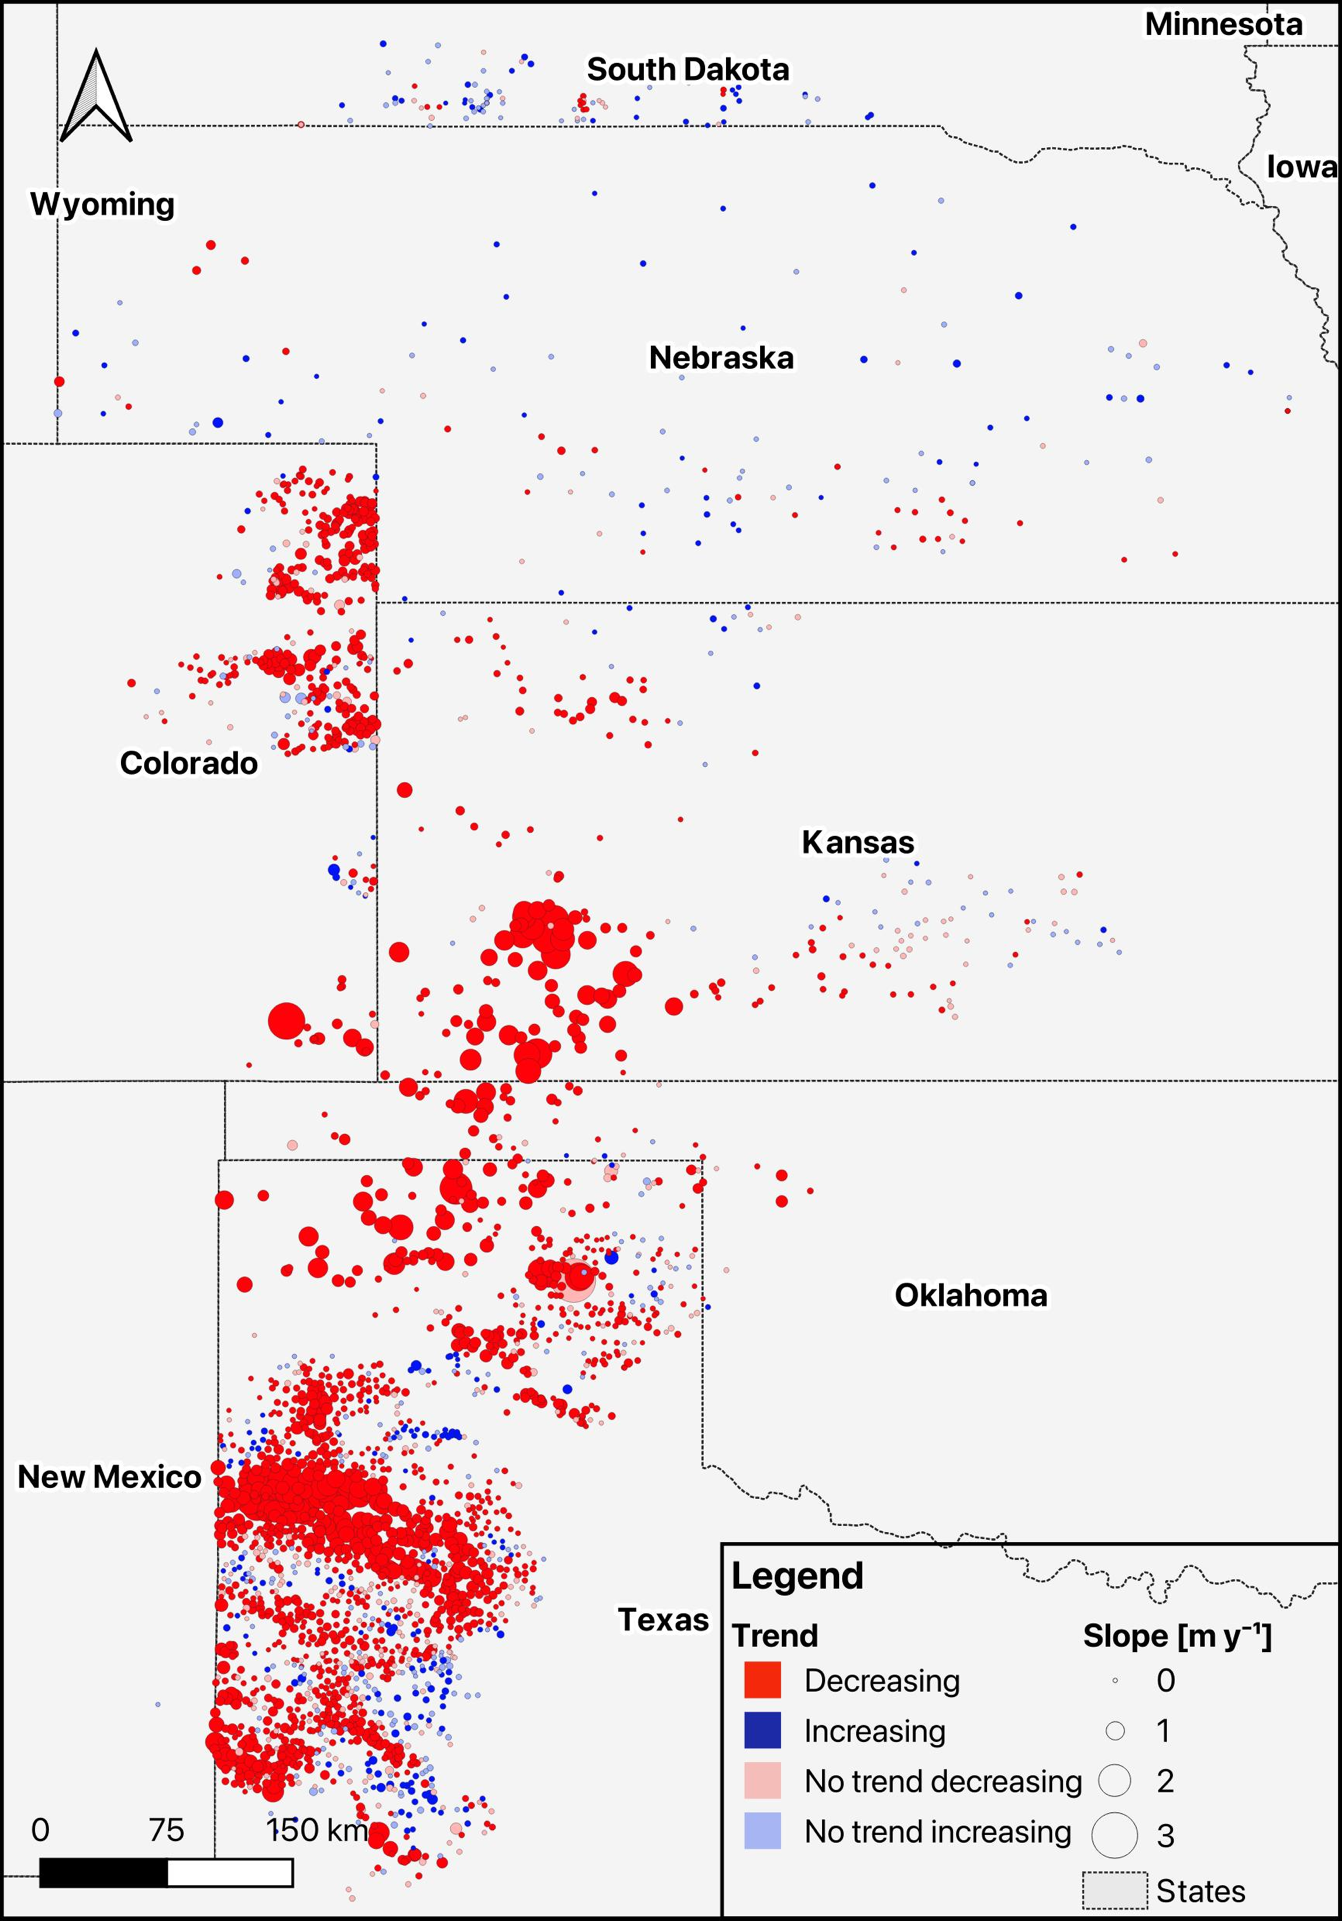 Minnesota
South Dakota
Iowa
Wyoming
Nebraska
Colorado
Kansas
Oklahoma
New Mexico
Texas
Legend
Trend
Decreasing
Increasing
No trend decreasing
No trend increasing
Slope [m y⁻¹]
0
1
2
3
States
0 75 150 km